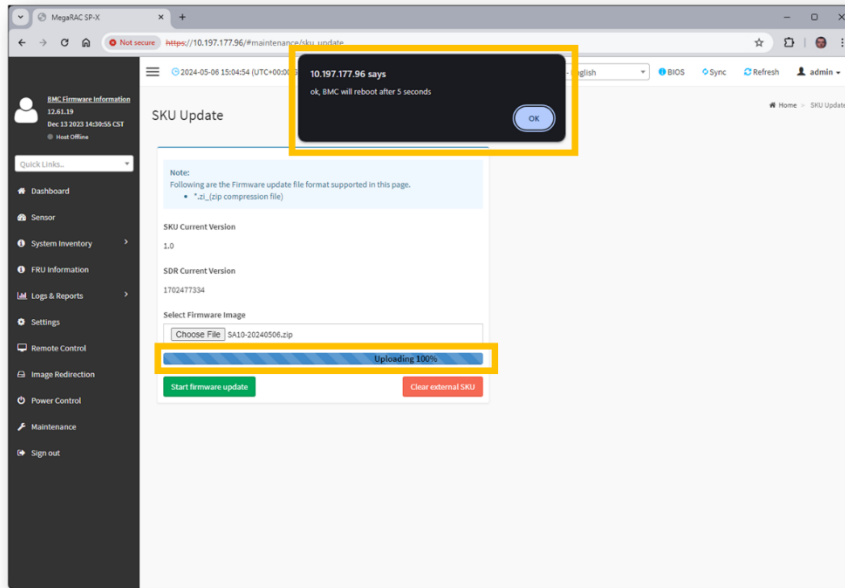 MegaRAC SP-X
Not secure https://10.197.177.96/#maintenance/sku_update
10.197.177.96 says
ok, BMC will reboot after 5 seconds
OK
2024-05-06 15:04:54 (UTC+00:00
English
BIOS
Sync
Refresh
admin
BMC Firmware Information
12.61.19
Dec 13 2023 14:30:55 CST
Host Offline
Quick Links..
Dashboard
Sensor
System Inventory
FRU Information
Logs & Reports
Settings
Remote Control
Image Redirection
Power Control
Maintenance
Sign out
SKU Update
Home > SKU Update
Note:
Following are the Firmware update file format supported in this page.
*.zi_(zip compression file)
SKU Current Version
1.0
SDR Current Version
1702477334
Select Firmware Image
Choose File SA10-20240506.zip
Uploading 100%
Start firmware update
Clear external SKU